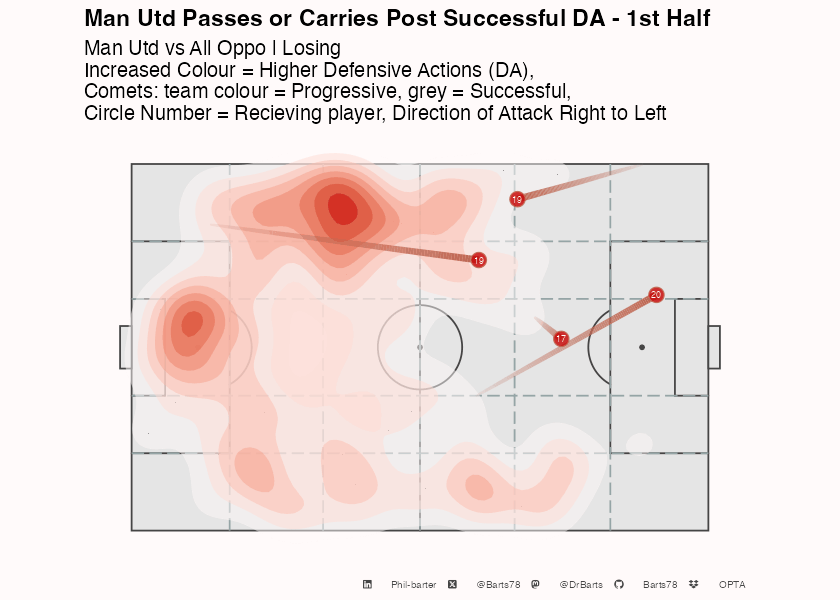 Man Utd Passes or Carries Post Successful DA - 1st Half
Man Utd vs All Oppo | Losing
Increased Colour = Higher Defensive Actions (DA),
Comets: team colour = Progressive, grey = Successful,
Circle Number = Recieving player, Direction of Attack Right to Left
19
19
20
17
Phil-barter @Barts78 @DrBarts Barts78 OPTA